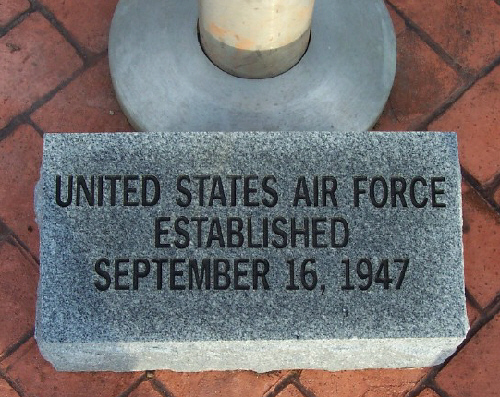 UNITED STATES AIR FORCE
ESTABLISHED
SEPTEMBER 16, 1947